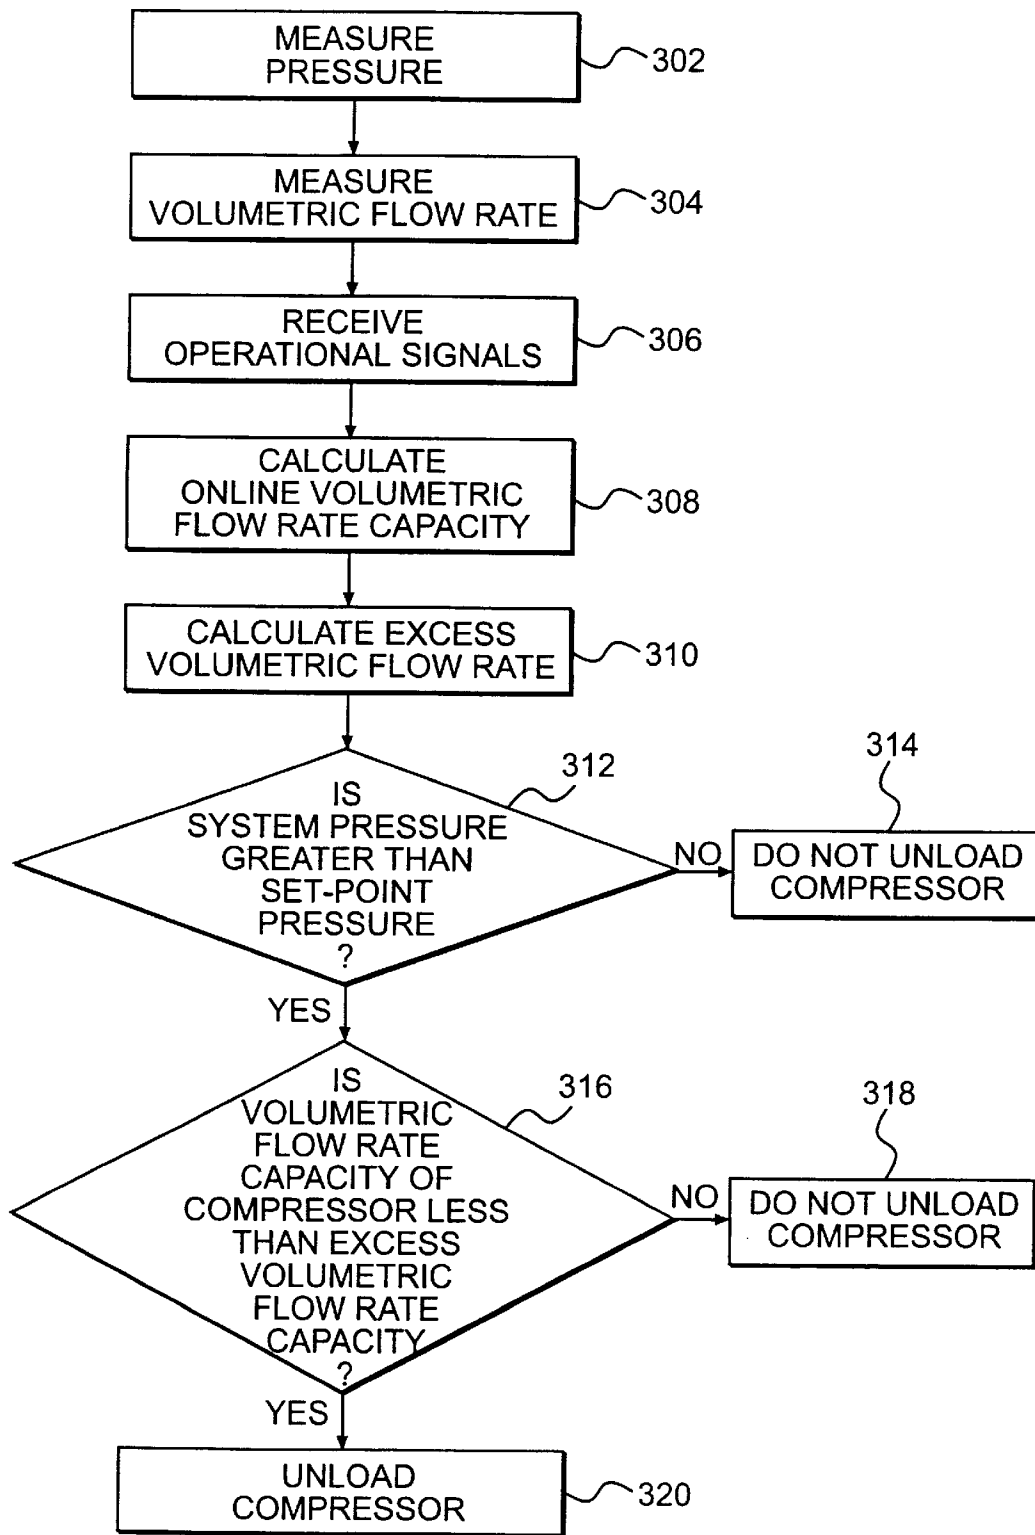 MEASURE
PRESSURE
302
MEASURE
VOLUMETRIC FLOW RATE
304
RECEIVE
OPERATIONAL SIGNALS
306
CALCULATE
ONLINE VOLUMETRIC
FLOW RATE CAPACITY
308
CALCULATE EXCESS
VOLUMETRIC FLOW RATE
310
312
IS
SYSTEM PRESSURE
GREATER THAN
SET-POINT
PRESSURE
?
NO
314
DO NOT UNLOAD
COMPRESSOR
YES
316
IS
VOLUMETRIC
FLOW RATE
CAPACITY OF
COMPRESSOR LESS
THAN EXCESS
VOLUMETRIC
FLOW RATE
CAPACITY
?
NO
318
DO NOT UNLOAD
COMPRESSOR
YES
UNLOAD
COMPRESSOR
320